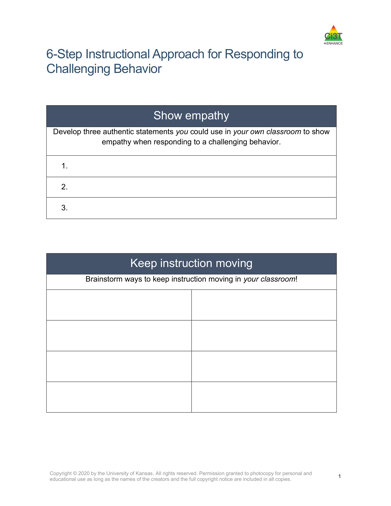 CI3T
6-Step Instructional Approach for Responding to
Challenging Behavior
Show empathy
Develop three authentic statements you could use in your own classroom to show
empathy when responding to a challenging behavior.
1.
2.
3.
Keep instruction moving
Brainstorm ways to keep instruction moving in your classroom!
Copyright © 2020 by the University of Kansas. All rights reserved. Permission granted to photocopy for personal and
educational use as long as the names of the creators and the full copyright notice are included in all copies.
1